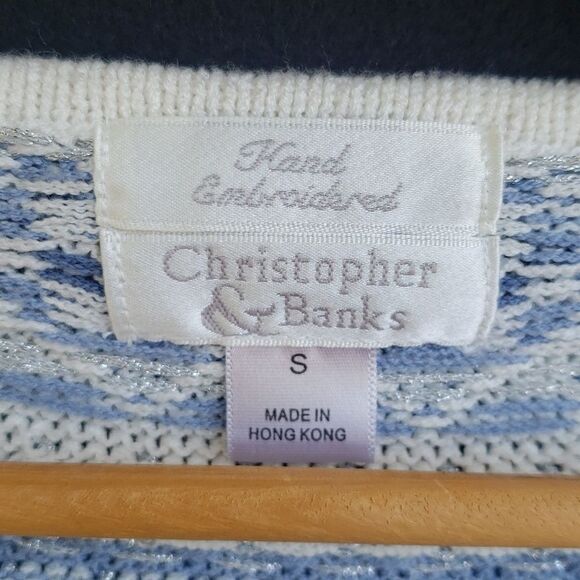 Hand
Embroidered
Christopher
& Banks
S
MADE IN
HONG KONG